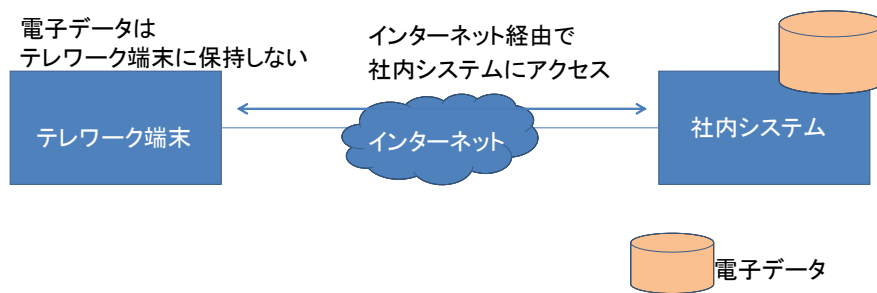 電子データは
テレワーク端末に保持しない
インターネット経由で
社内システムにアクセス
テレワーク端末
インターネット
社内システム
電子データ